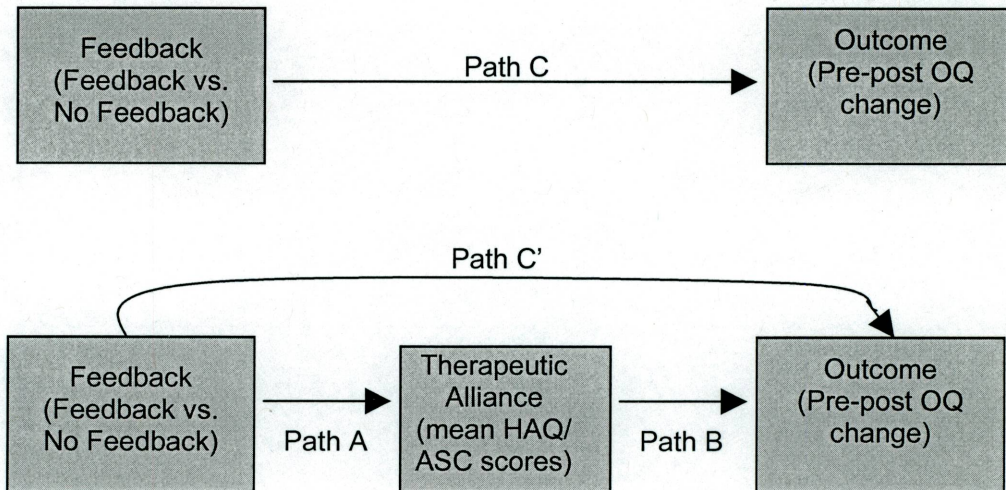 Feedback
(Feedback vs.
No Feedback)
Path C
Outcome
(Pre-post OQ
change)
Path C'
Feedback
(Feedback vs.
No Feedback)
Path A
Therapeutic
Alliance
(mean HAQ/
ASC scores)
Path B
Outcome
(Pre-post OQ
change)